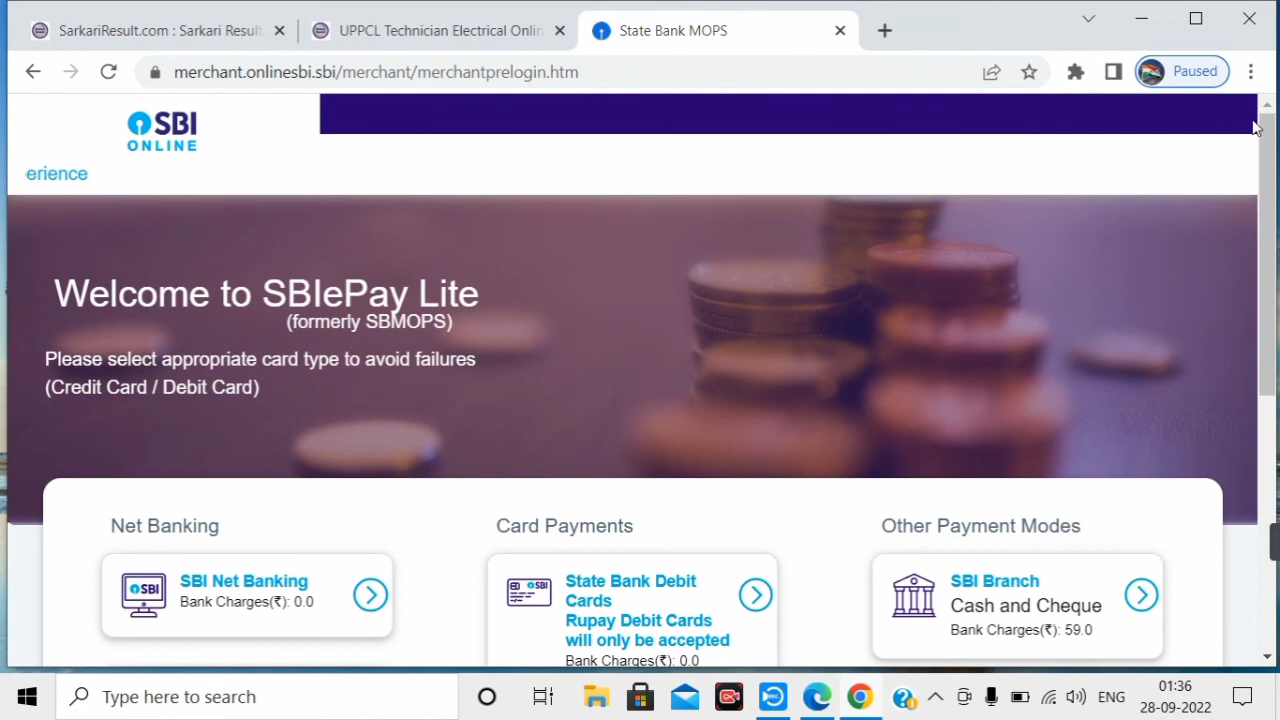 SarkariResult.com : Sarkari Result
UPPCL Technician Electrical Onlin
State Bank MOPS
merchant.onlinesbi.sbi/merchant/merchantprelogin.htm
Paused
SBI
ONLINE
erience
Welcome to SBIePay Lite
(formerly SBMOPS)
Please select appropriate card type to avoid failures
(Credit Card / Debit Card)
Net Banking
SBI
SBI Net Banking
Bank Charges(₹): 0.0
Card Payments
SBI
State Bank Debit
Cards
Rupay Debit Cards
will only be accepted
Bank Charges(₹): 0.0
Other Payment Modes
SBI Branch
Cash and Cheque
Bank Charges(₹): 59.0
Type here to search
ENG
01:36
28-09-2022